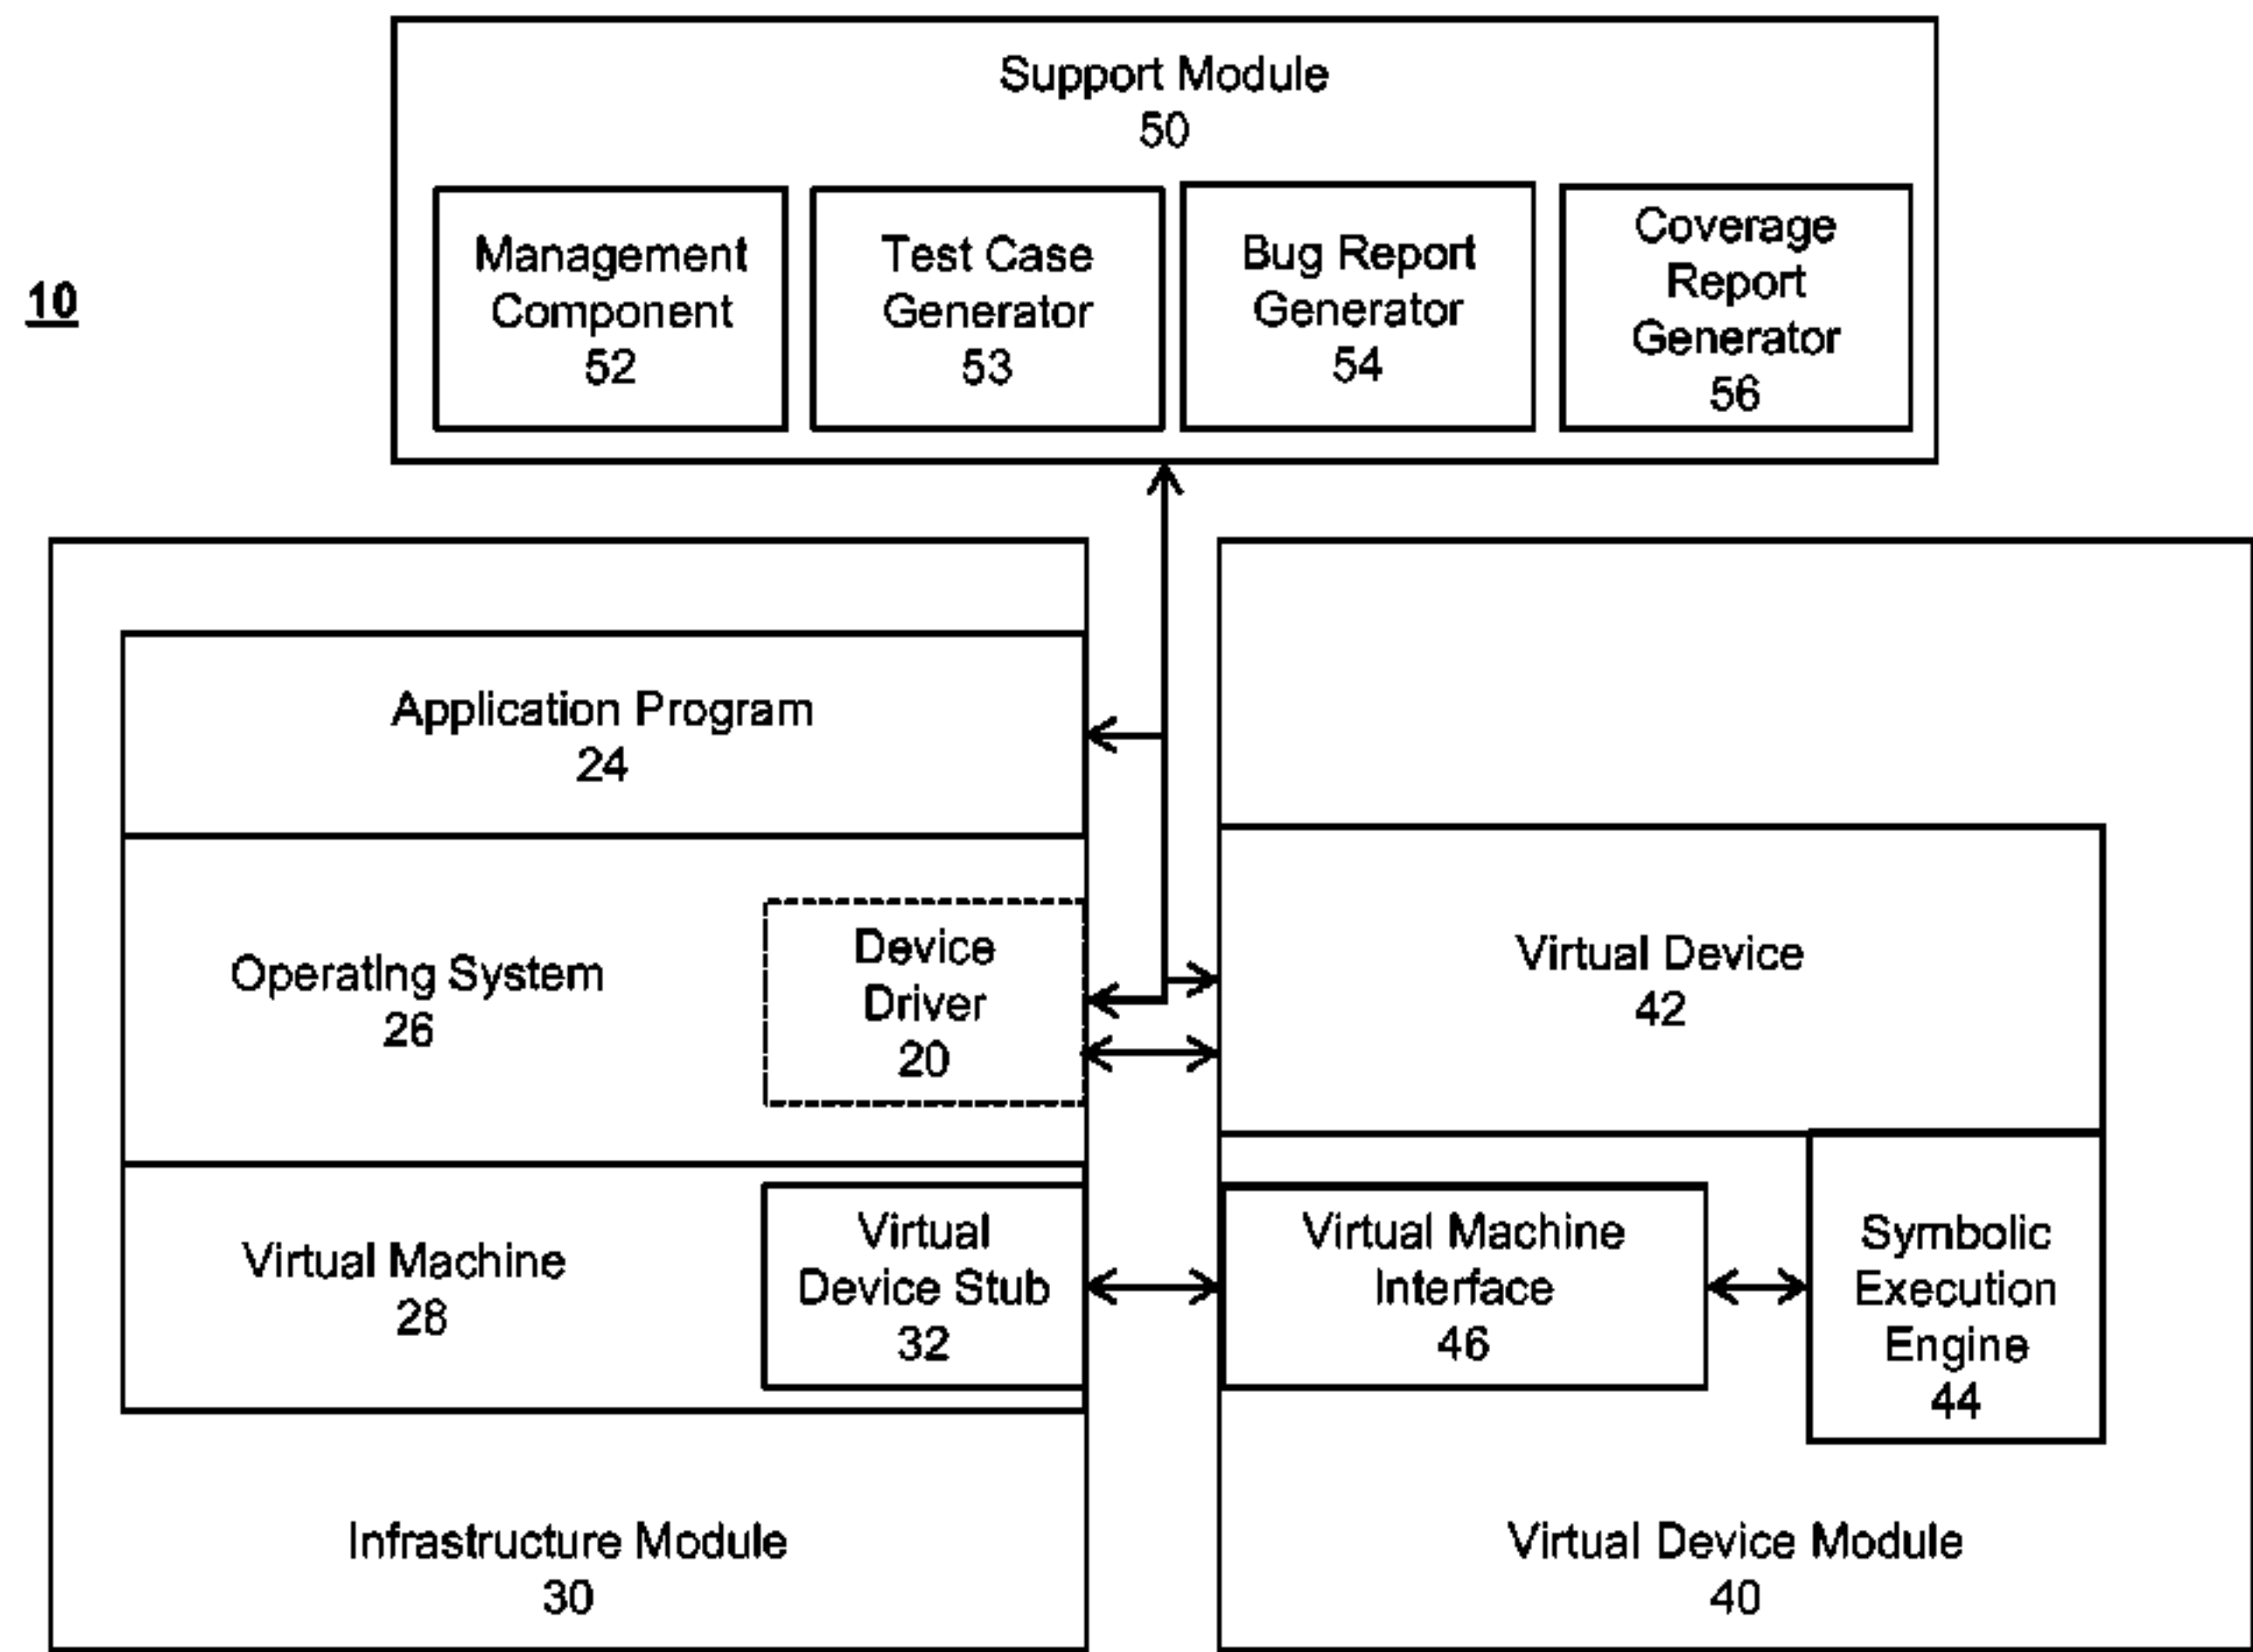 10
Support Module
50
Management
Component
52
Test Case
Generator
53
Bug Report
Generator
54
Coverage
Report
Generator
56
Application Program
24
Operating System
26
Device
Driver
20
Virtual Machine
28
Virtual
Device Stub
32
Infrastructure Module
30
Virtual Device
42
Virtual Machine
Interface
46
Symbolic
Execution
Engine
44
Virtual Device Module
40